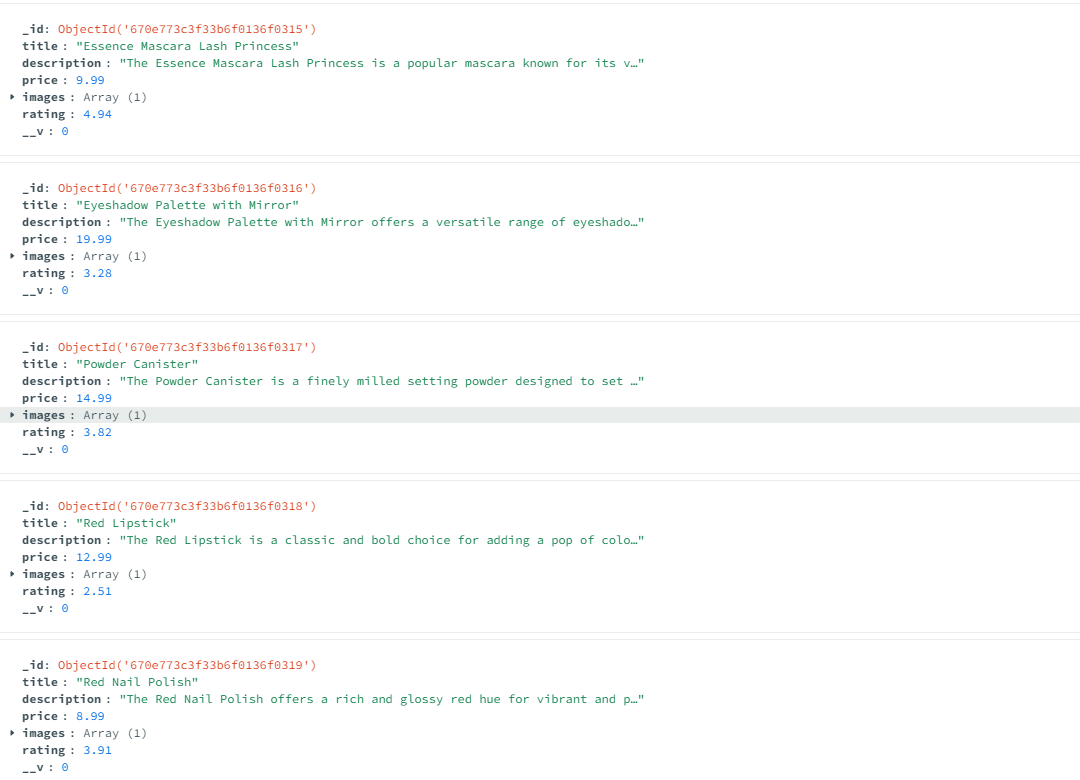 _id: ObjectId('670e773c3f33b6f0136f0315')
title : "Essence Mascara Lash Princess"
description : "The Essence Mascara Lash Princess is a popular mascara known for its v…"
price : 9.99
images : Array (1)
rating : 4.94
__v : 0
_id: ObjectId('670e773c3f33b6f0136f0316')
title : "Eyeshadow Palette with Mirror"
description : "The Eyeshadow Palette with Mirror offers a versatile range of eyeshado…"
price : 19.99
images : Array (1)
rating : 3.28
__v : 0
_id: ObjectId('670e773c3f33b6f0136f0317')
title : "Powder Canister"
description : "The Powder Canister is a finely milled setting powder designed to set …"
price : 14.99
images : Array (1)
rating : 3.82
__v : 0
_id: ObjectId('670e773c3f33b6f0136f0318')
title : "Red Lipstick"
description : "The Red Lipstick is a classic and bold choice for adding a pop of colo…"
price : 12.99
images : Array (1)
rating : 2.51
__v : 0
_id: ObjectId('670e773c3f33b6f0136f0319')
title : "Red Nail Polish"
description : "The Red Nail Polish offers a rich and glossy red hue for vibrant and p…"
price : 8.99
images : Array (1)
rating : 3.91
__v : 0